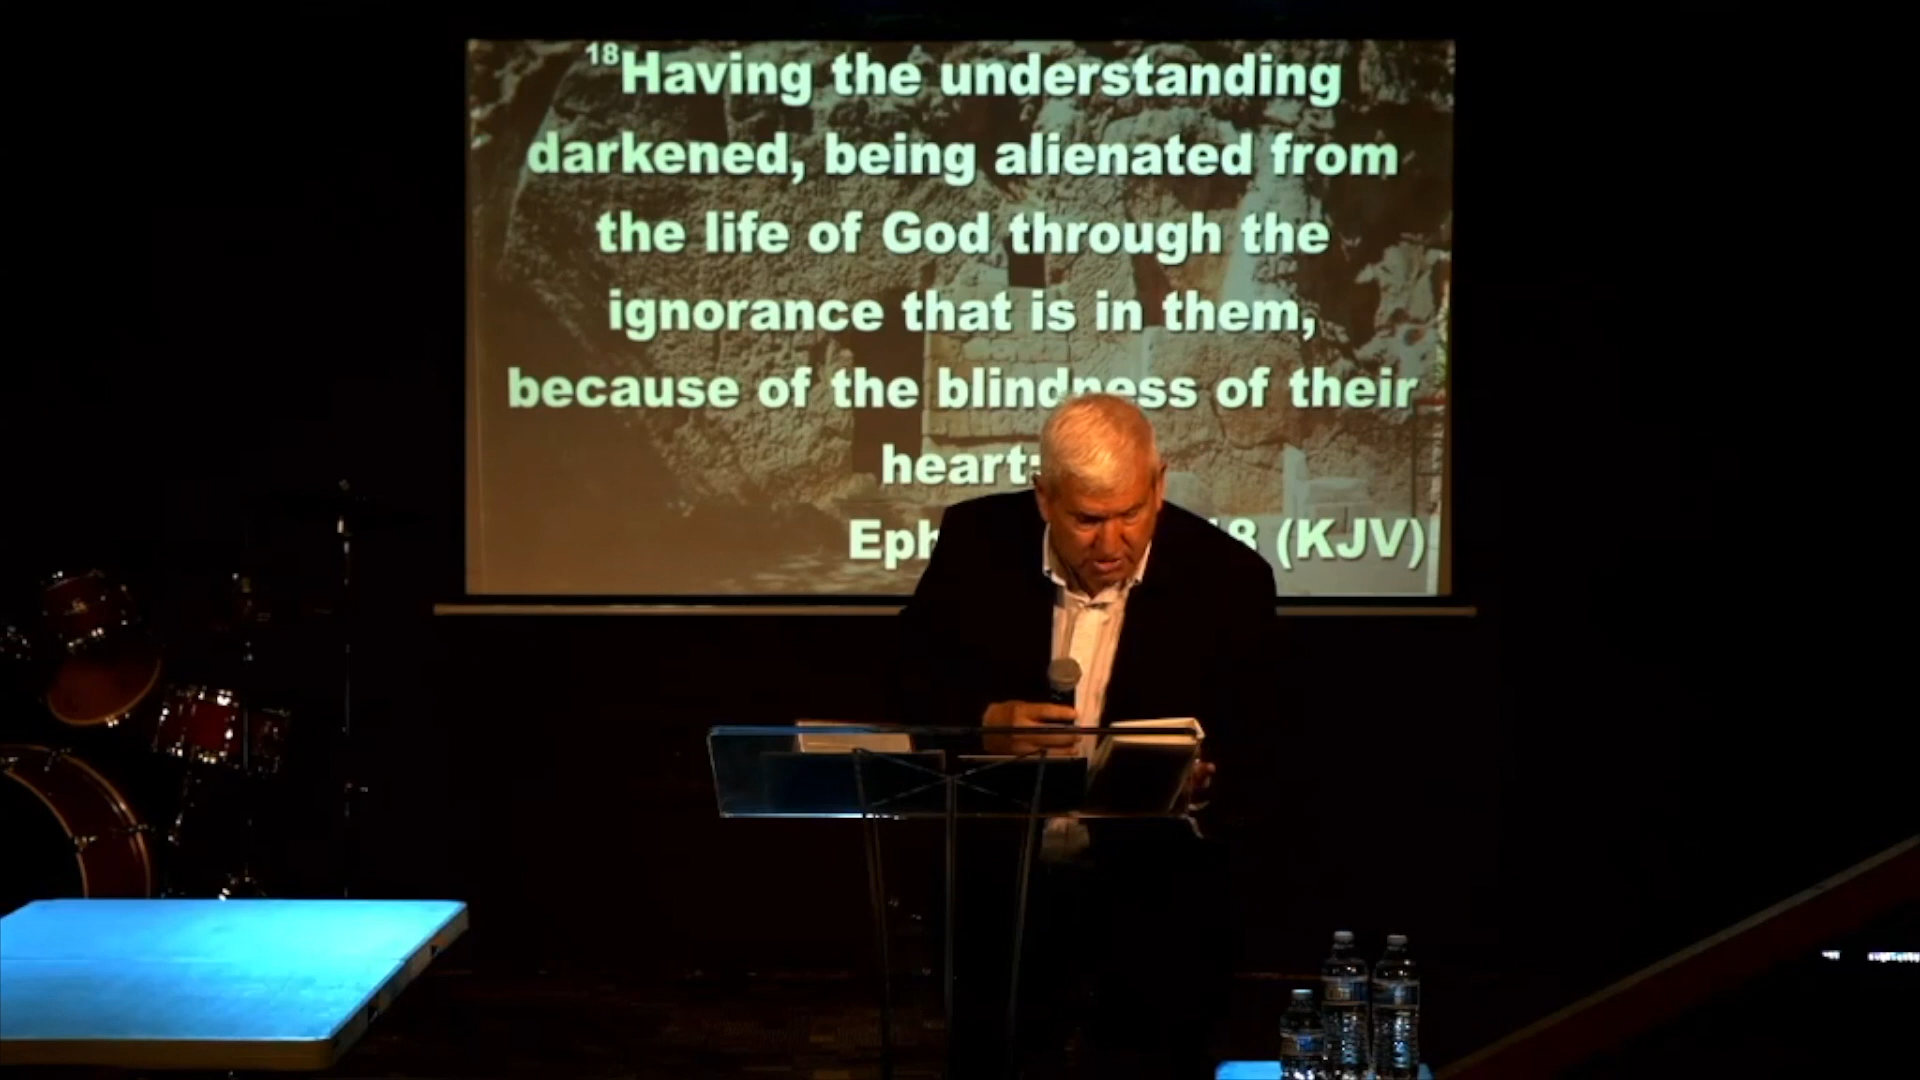 18Having the understanding
darkened, being alienated from
the life of God through the
ignorance that is in them,
because of the blindness of their
heart:
Eph 8 (KJV)